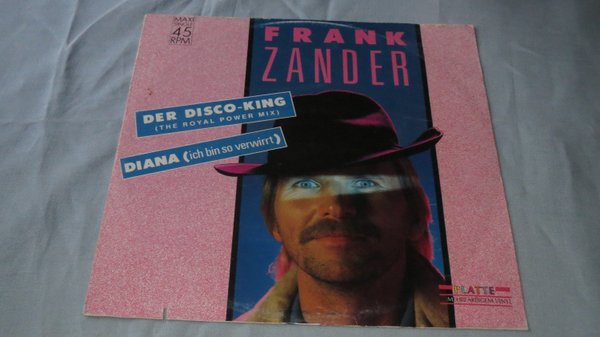 MAXI
SINGLE
45
RPM
FRANK
ZANDER
DER DISCO-KING
(THE ROYAL POWER MIX)
DIANA (ich bin so verwirrt)
PLATTE